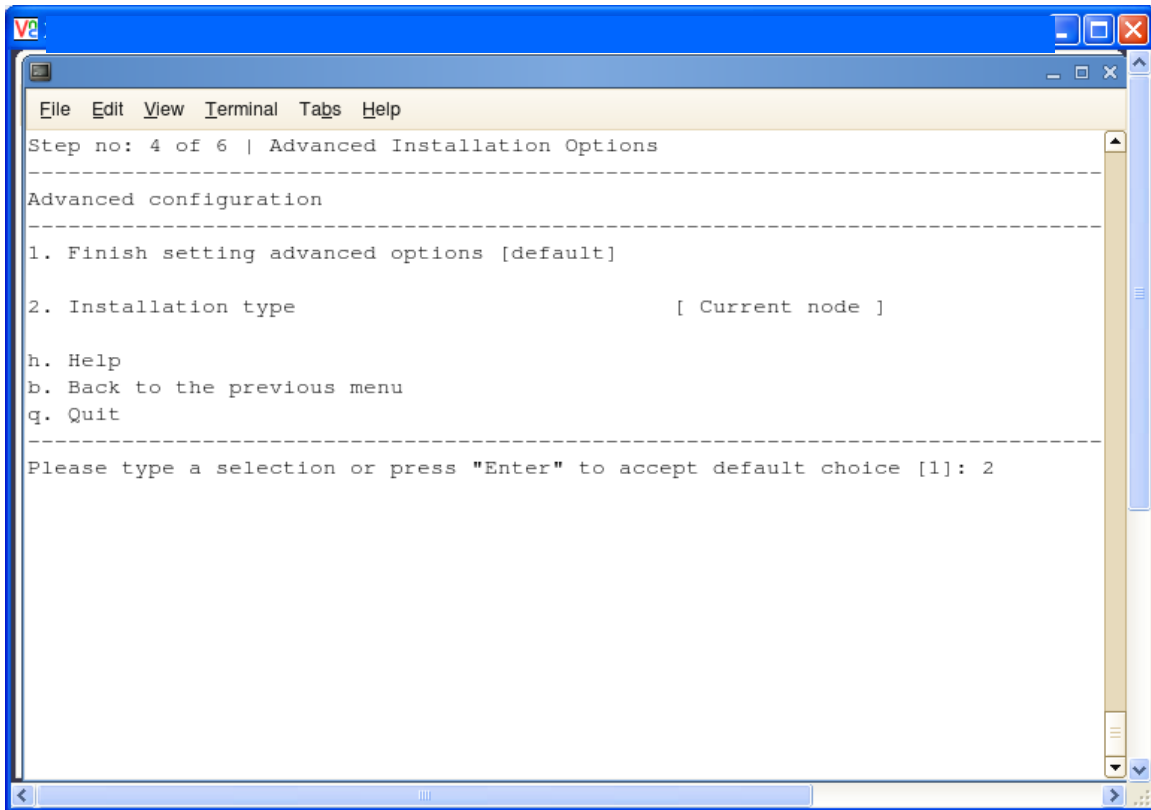 File Edit View Terminal Tabs Help
Step no: 4 of 6 | Advanced Installation Options
--------------------------------------------------------------------------------
Advanced configuration
--------------------------------------------------------------------------------
1. Finish setting advanced options [default]
2. Installation type [ Current node ]
h. Help
b. Back to the previous menu
q. Quit
--------------------------------------------------------------------------------
Please type a selection or press "Enter" to accept default choice [1]: 2